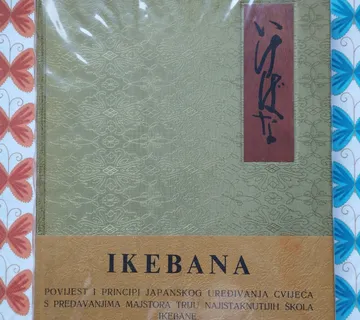 いけばな
IKEBANA
POVIJEST I PRINCIPI JAPANSKOG UREĐIVANJA CVIJEĆA
S PREDAVANJIMA MAJSTORA TRIJU NAJISTAKNUTIJIH ŠKOLA
IKEBANE